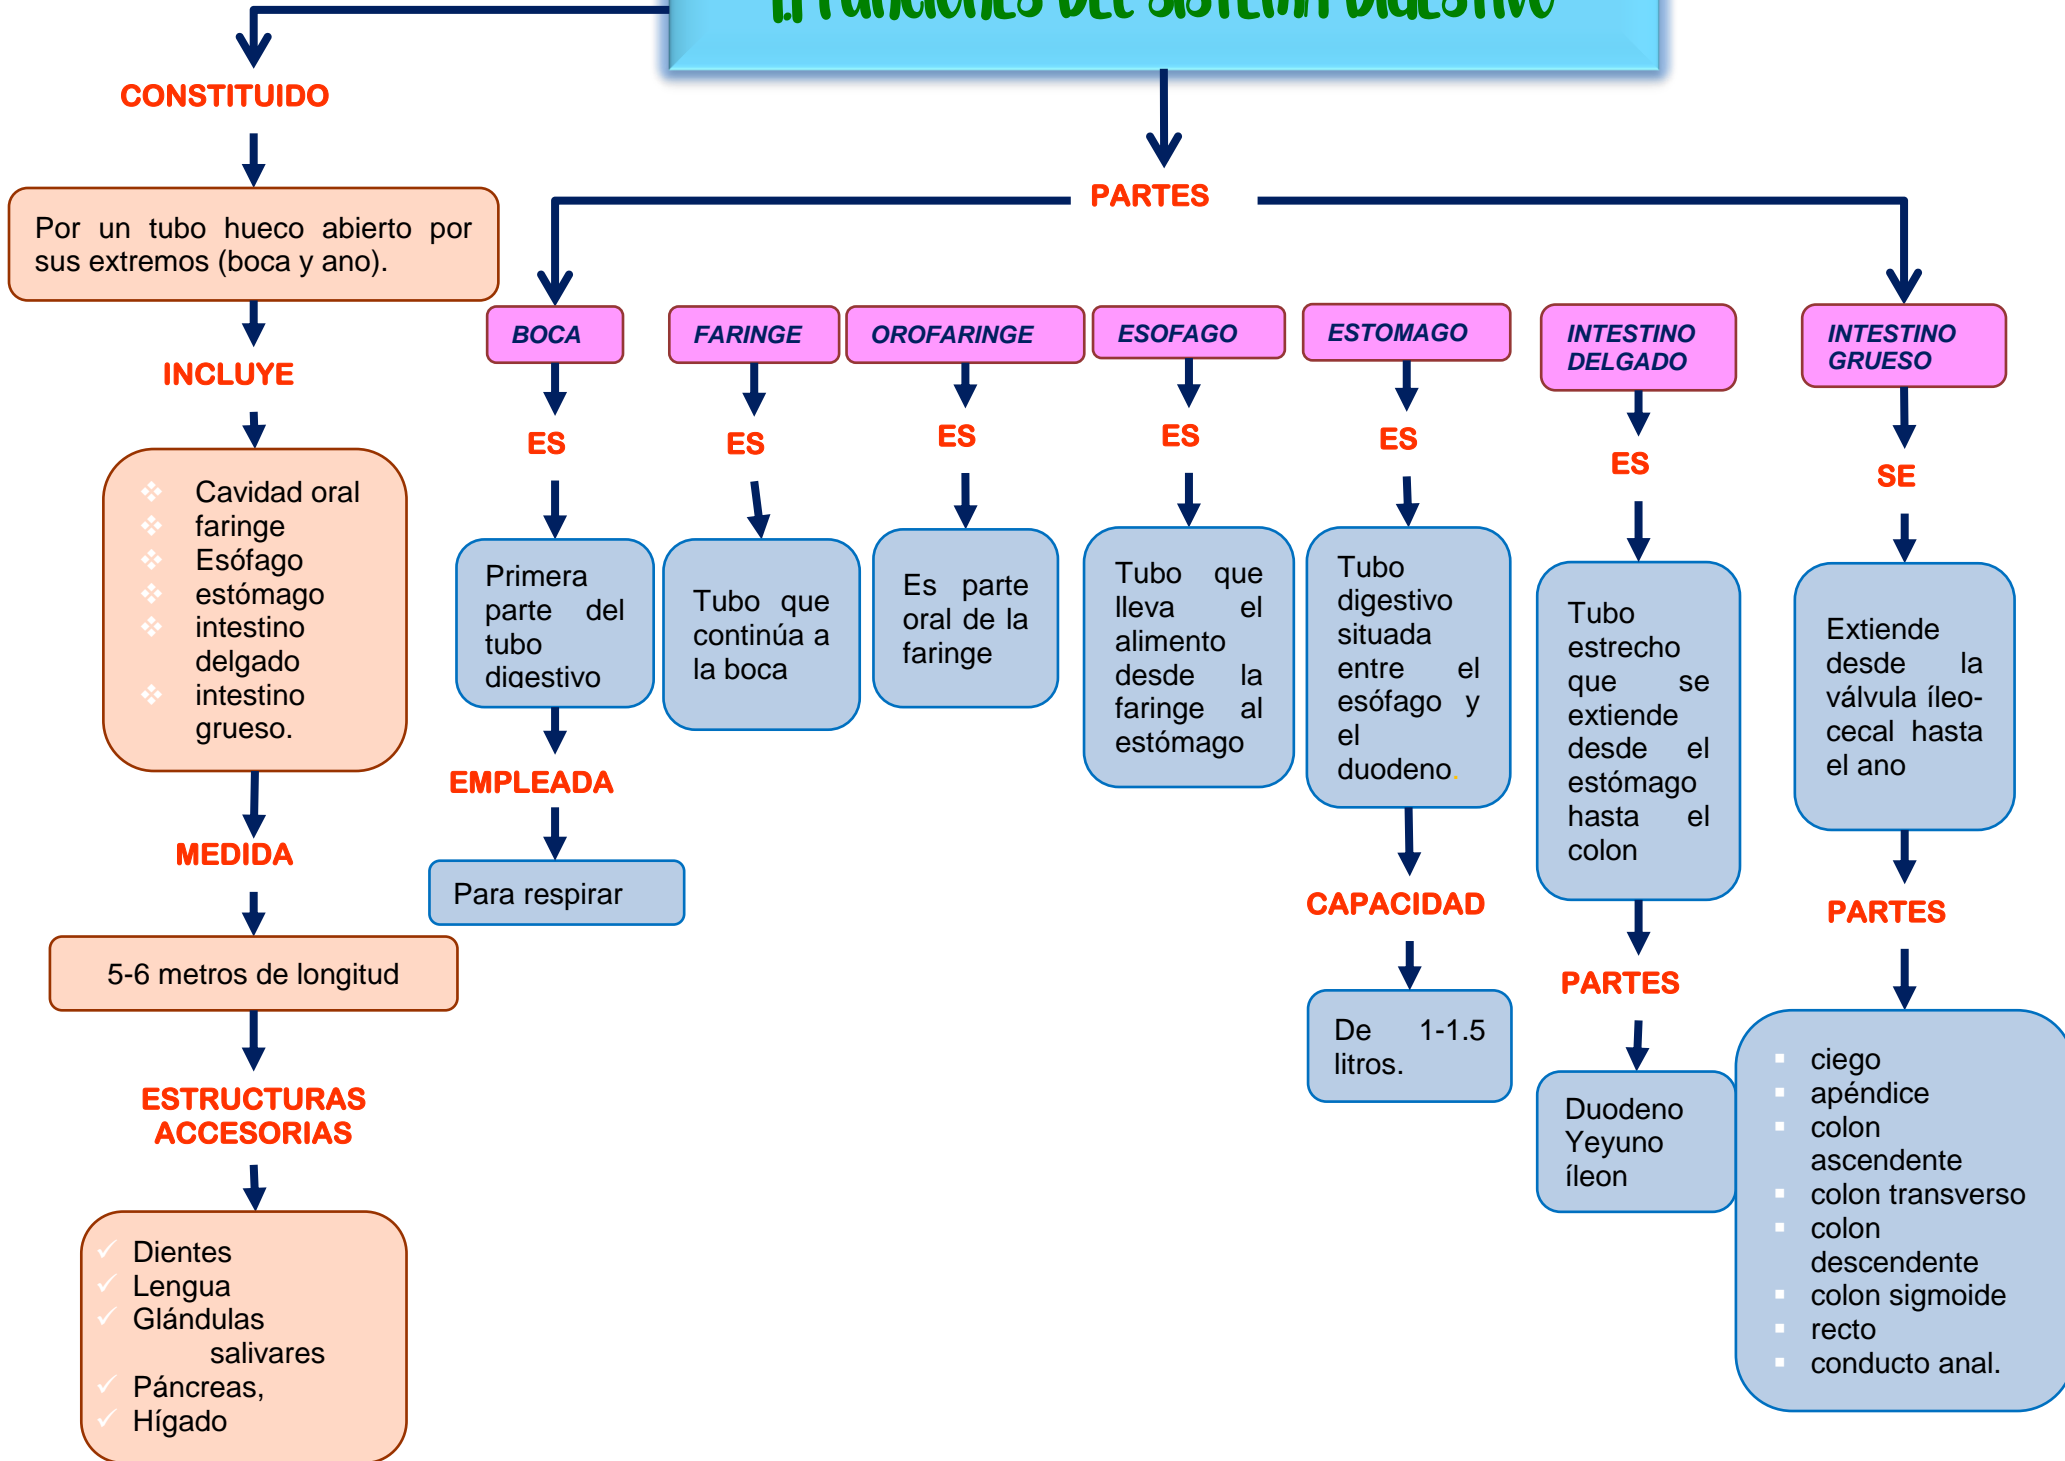 1.1 Funciones DEL SISTEMA DIGESTIVO
CONSTITUIDO
Por un tubo hueco abierto por
sus extremos (boca y ano).
INCLUYE
Cavidad oral
faringe
Esófago
estómago
intestino
delgado
intestino
grueso.
MEDIDA
5-6 metros de longitud
ESTRUCTURAS
ACCESORIAS
Dientes
Lengua
Glándulas
salivares
Páncreas,
Hígado
PARTES
BOCA
ES
Primera
parte del
tubo
digestivo
EMPLEADA
Para respirar
FARINGE
ES
Tubo que
continúa a
la boca
OROFARINGE
ES
Es parte
oral de la
faringe
ESOFAGO
ES
Tubo que
lleva el
alimento
desde la
faringe al
estómago
ESTOMAGO
ES
Tubo
digestivo
situada
entre el
esófago y
el
duodeno.
CAPACIDAD
De 1-1.5
litros.
INTESTINO
DELGADO
ES
Tubo
estrecho
que se
extiende
desde el
estómago
hasta el
colon
PARTES
Duodeno
Yeyuno
íleon
INTESTINO
GRUESO
SE
Extiende
desde la
válvula íleo-
cecal hasta
el ano
PARTES
ciego
apéndice
colon
ascendente
colon transverso
colon
descendente
colon sigmoide
recto
conducto anal.